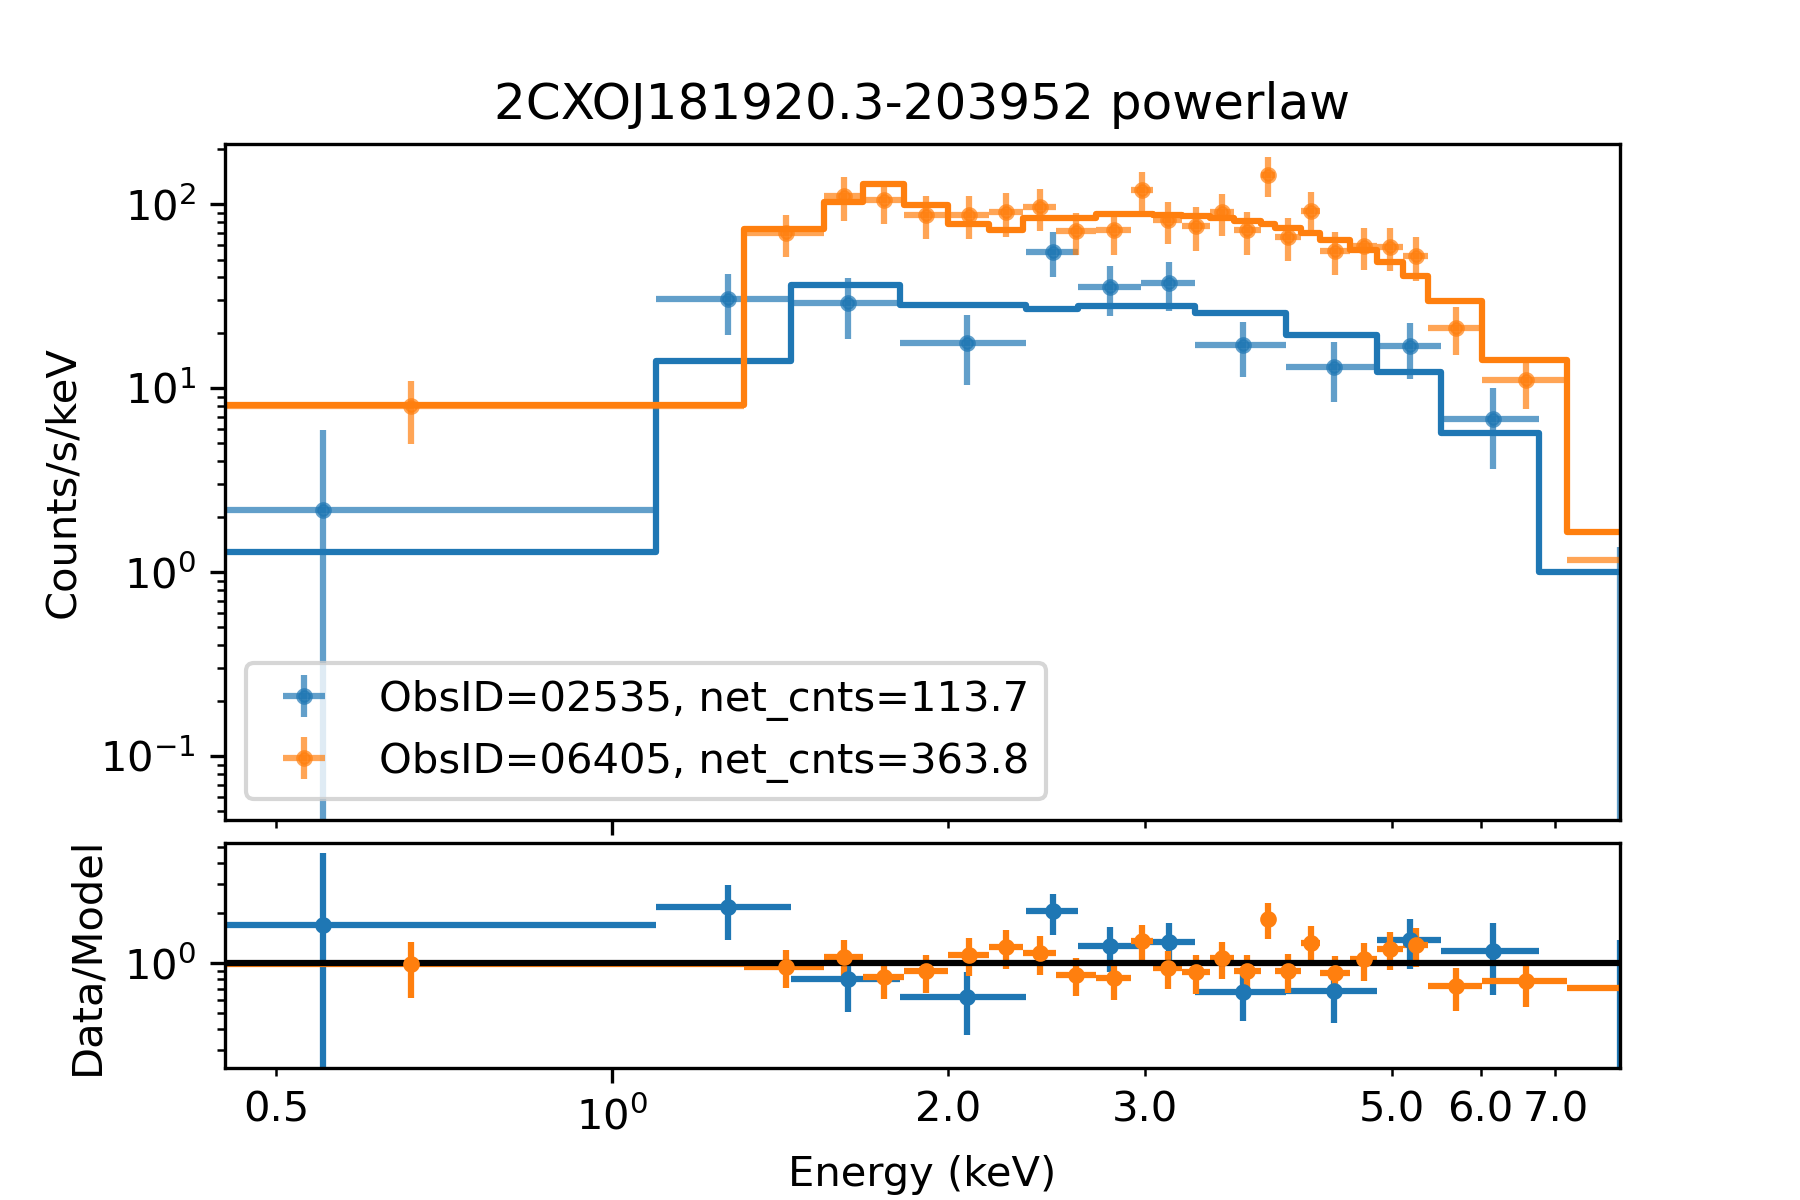 2CXOJ181920.3-203952 powerlaw
Counts/s/keV
10²
10¹
10⁰
10⁻¹
ObsID=02535, net_cnts=113.7
ObsID=06405, net_cnts=363.8
Data/Model
10⁰
0.5 10⁰ 2.0 3.0 5.0 6.0 7.0
Energy (keV)